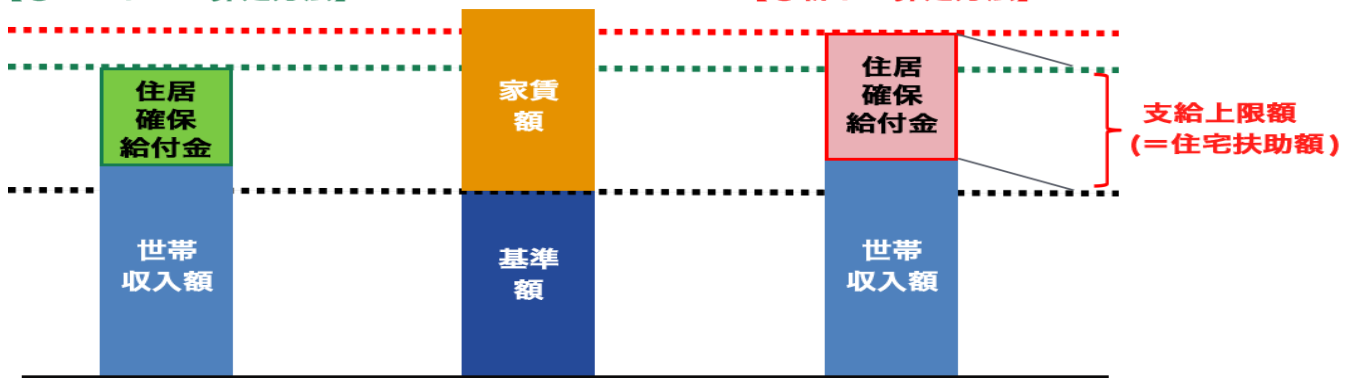 住居
確保
給付金
世帯
収入額
家賃
額
基準
額
住居
確保
給付金
世帯
収入額
支給上限額
(＝住宅扶助額)